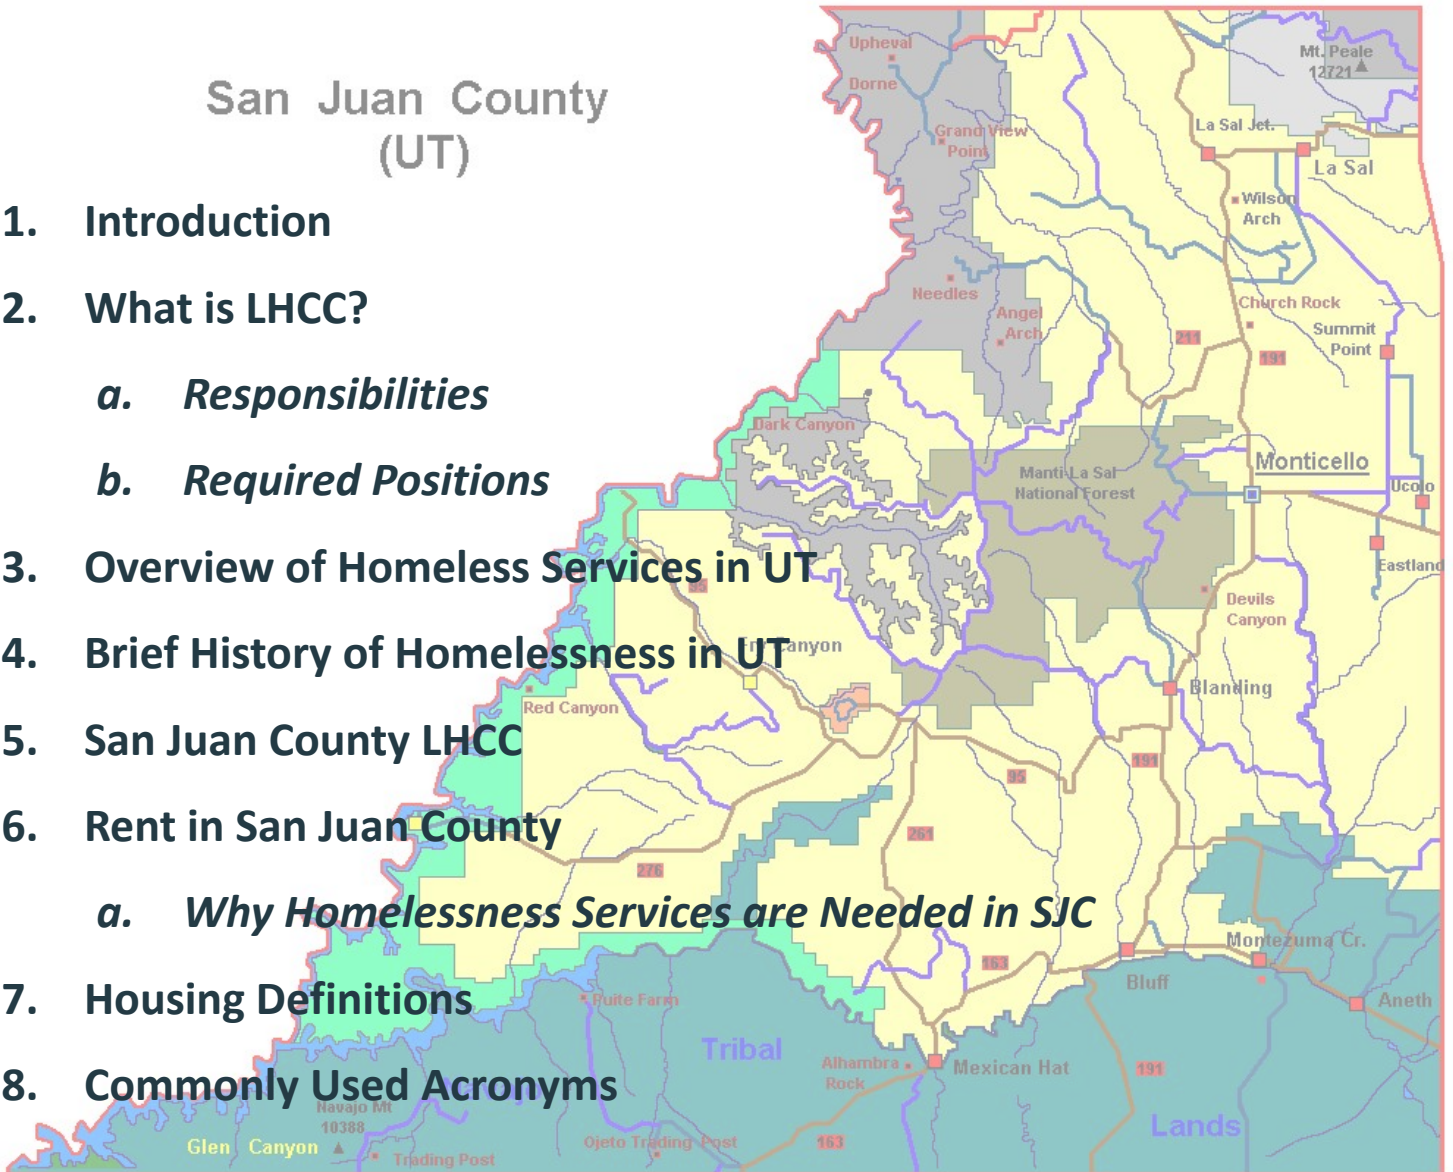 San Juan County
(UT)
1. Introduction
2. What is LHCC?
a. Responsibilities
b. Required Positions
3. Overview of Homeless Services in UT
4. Brief History of Homelessness in UT
5. San Juan County LHCC
6. Rent in San Juan County
a. Why Homelessness Services are Needed in SJC
7. Housing Definitions
8. Commonly Used Acronyms
Upheval
Dorne
Grand View
Point
Mt. Peale
12721
La Sal Jct.
La Sal
Wilson
Arch
Needles
Angel
Arch
Church Rock
Summit
Point
211
191
Dark Canyon
Manti-La Sal
National Forest
Monticello
Ucolo
Eastland
95
Devils
Canyon
Canyon
Blanding
Red Canyon
95
191
261
276
Montezuma Cr.
163
Bluff
Aneth
Piute Farm
Tribal
Alhambra
Rock
Mexican Hat
191
Navajo
Navajo Mt
10388
Lands
Glen Canyon
Trading Post
Ojeto Trading Post
163